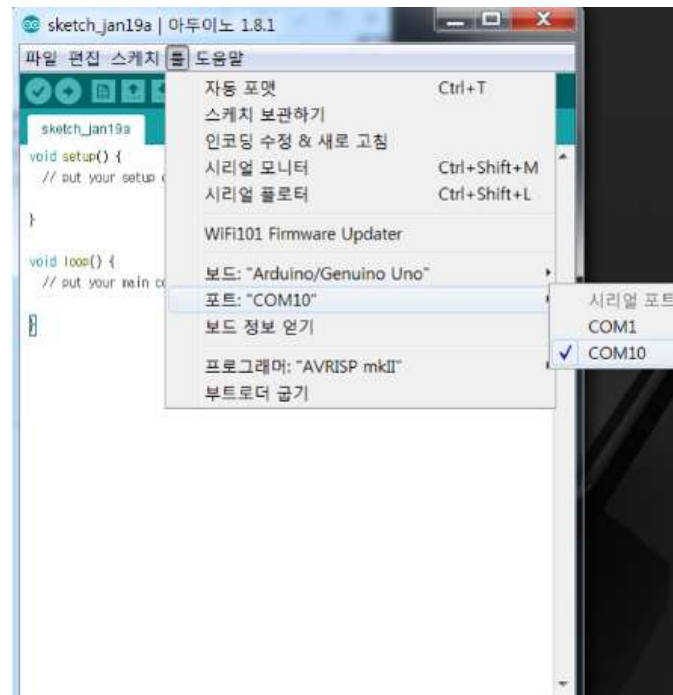 sketch_jan19a | 아두이노 1.8.1
파일 편집 스케치 툴 도움말
sketch_jan19a
void setup() {
// put your setup
}
void loop() {
// put your main
}
자동 포맷 Ctrl+T
스케치 보관하기
인코딩 수정 & 새로 고침
시리얼 모니터 Ctrl+Shift+M
시리얼 플로터 Ctrl+Shift+L
WiFi101 Firmware Updater
보드: "Arduino/Genuino Uno"
포트: "COM10"
보드 정보 얻기
프로그래머: "AVRISP mkII"
부트로더 굽기
시리얼 포트
COM1
COM10